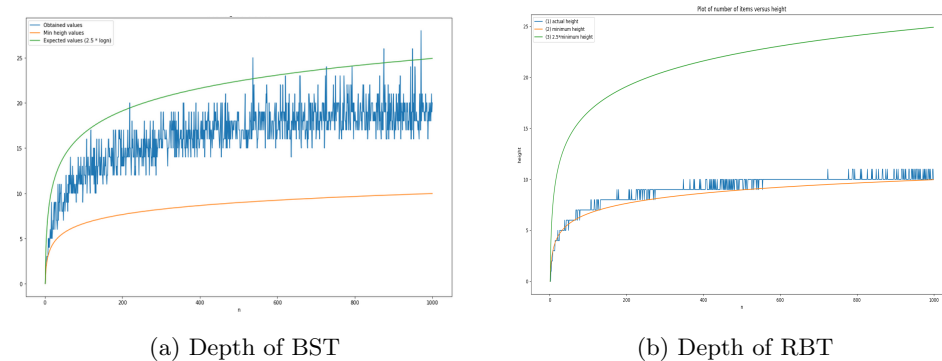 Obtained values
Min heigh values
Expected values (2.5 * logn)
25
20
15
10
5
0
0
200
400
600
800
1000
n
(a) Depth of BST
Plot of number of items versus height
(1) actual height
(2) minimum height
(3) 2.5*minimum height
25
20
15
10
5
0
height
0
200
400
600
800
1000
n
(b) Depth of RBT